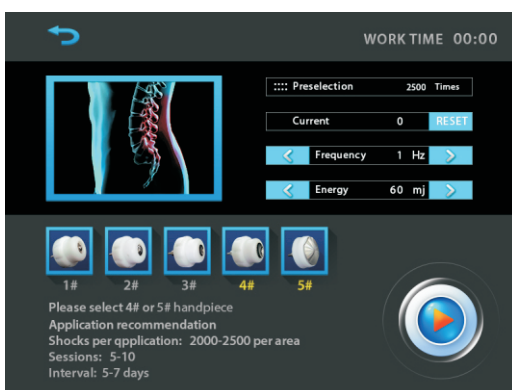 WORK TIME 00:00
:::: Preselection 2500 Times
Current 0 RESET
Frequency 1 Hz
Energy 60 mj
1# 2# 3# 4# 5#
Please select 4# or 5# handpiece
Application recommendation
Shocks per qpplication: 2000-2500 per area
Sessions: 5-10
Interval: 5-7 days